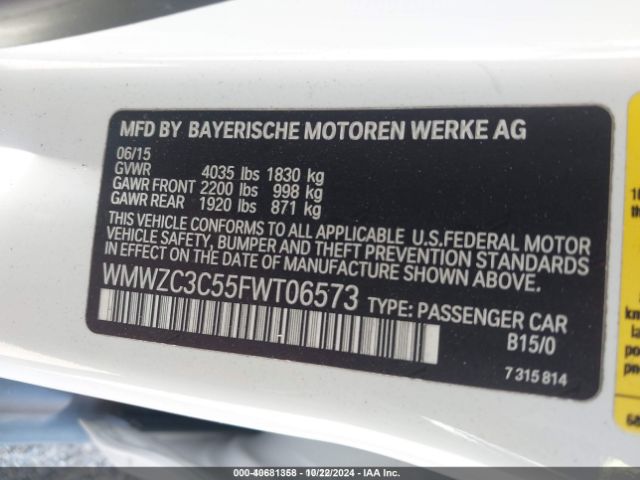 MFD BY BAYERISCHE MOTOREN WERKE AG
06/15
GVWR 4035 lbs 1830 kg
GAWR FRONT 2200 lbs 998 kg
GAWR REAR 1920 lbs 871 kg
THIS VEHICLE CONFORMS TO ALL APPLICABLE U.S.FEDERAL MOTOR
VEHICLE SAFETY, BUMPER AND THEFT PREVENTION STANDARDS
IN EFFECT ON THE DATE OF MANUFACTURE SHOWN ABOVE.
WMWZC3C55FWT06573 TYPE: PASSENGER CAR
B15/0
7 315 814
000-40681358 - 10/22/2024 - IAA Inc.